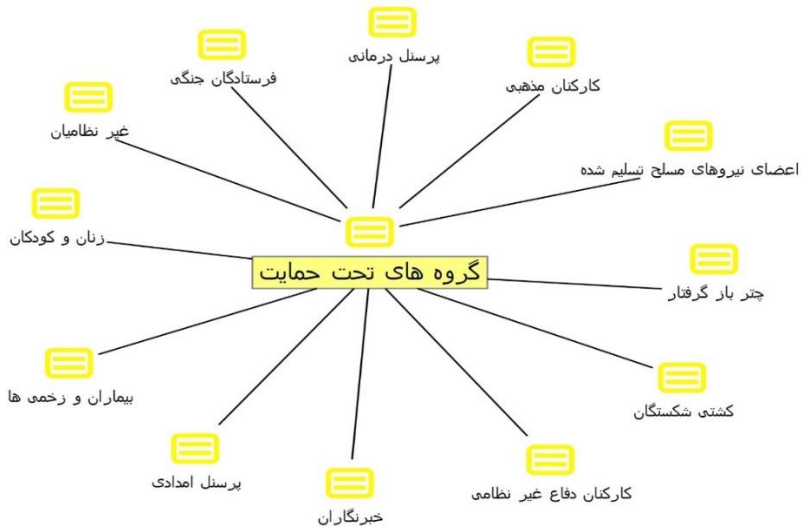 پرسنل درمانی
کارکنان مذهبی
فرستادگان جنگی
اعضای نیروهای مسلح تسلیم شده
غیر نظامیان
زنان و کودکان
گروه های تحت حمایت
چتر باز گرفتار
بیماران و زخمی ها
کشتی شکستگان
پرسنل امدادی
کارکنان دفاع غیر نظامی
خبرنگاران